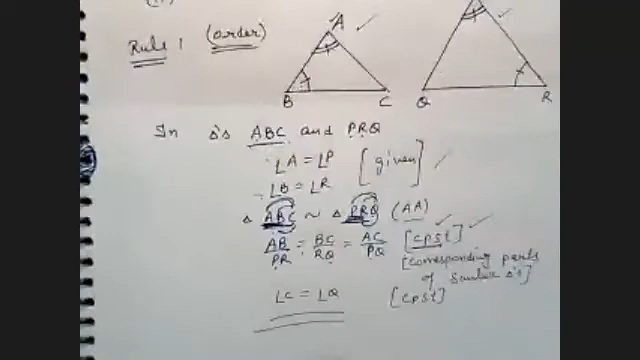 Rule 1 (order)
A
B C
Q R
In Δ's ABC and PRQ
∠A = ∠P [given]
∠B = ∠R
Δ ABC ~ Δ PRQ (AA)
AB/PR = BC/RQ = AC/PQ [cpst]
[corresponding parts
of Similar Δ's]
∠C = ∠Q [cpst]